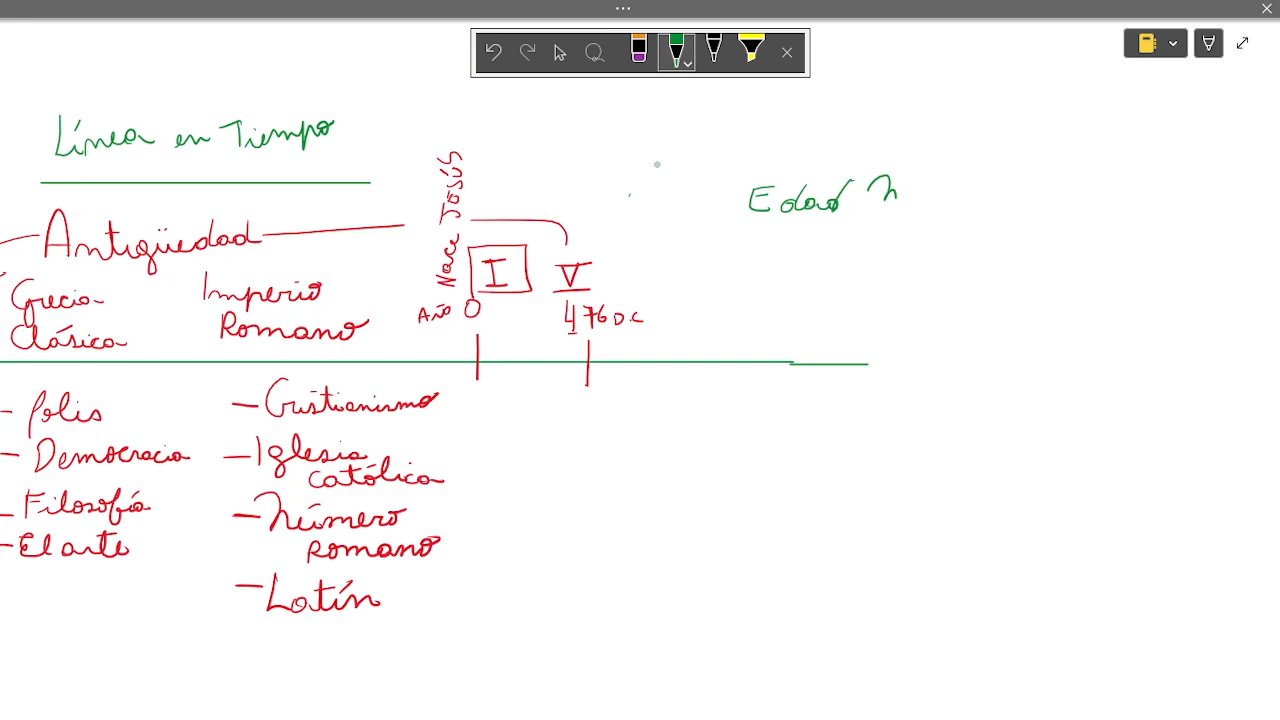 Línea en Tiempo
Nace Jesús
Edad M
Antigüedad
I
V
Grecia
Clásica
Imperio
Romano
Año 0
476 D.C
- Polis
- Democracia
- Filosofía
- El arte
- Cristianismo
- Iglesia
católica
- Número
romano
- Latín